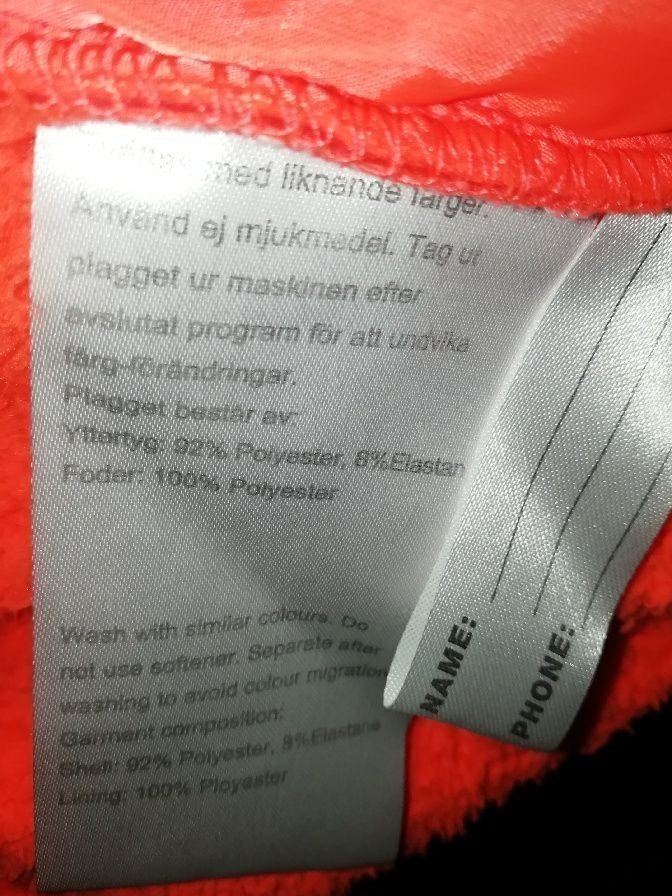 med liknande färger.
Använd ej mjukmedel. Tag ut
plagget ur maskinen efter
avslutat program för att undvika
färg-förändringar.
Plagget består av:
Yttertyg: 92% Polyester, 8%Elastan
Foder: 100% Polyester
Wash with similar colours. Do
not use softener. Separate after
washing to avoid colour migration
Garment composition:
Shell: 92% Polyester, 8%Elastane
Lining: 100% Ployester
NAME:
PHONE: